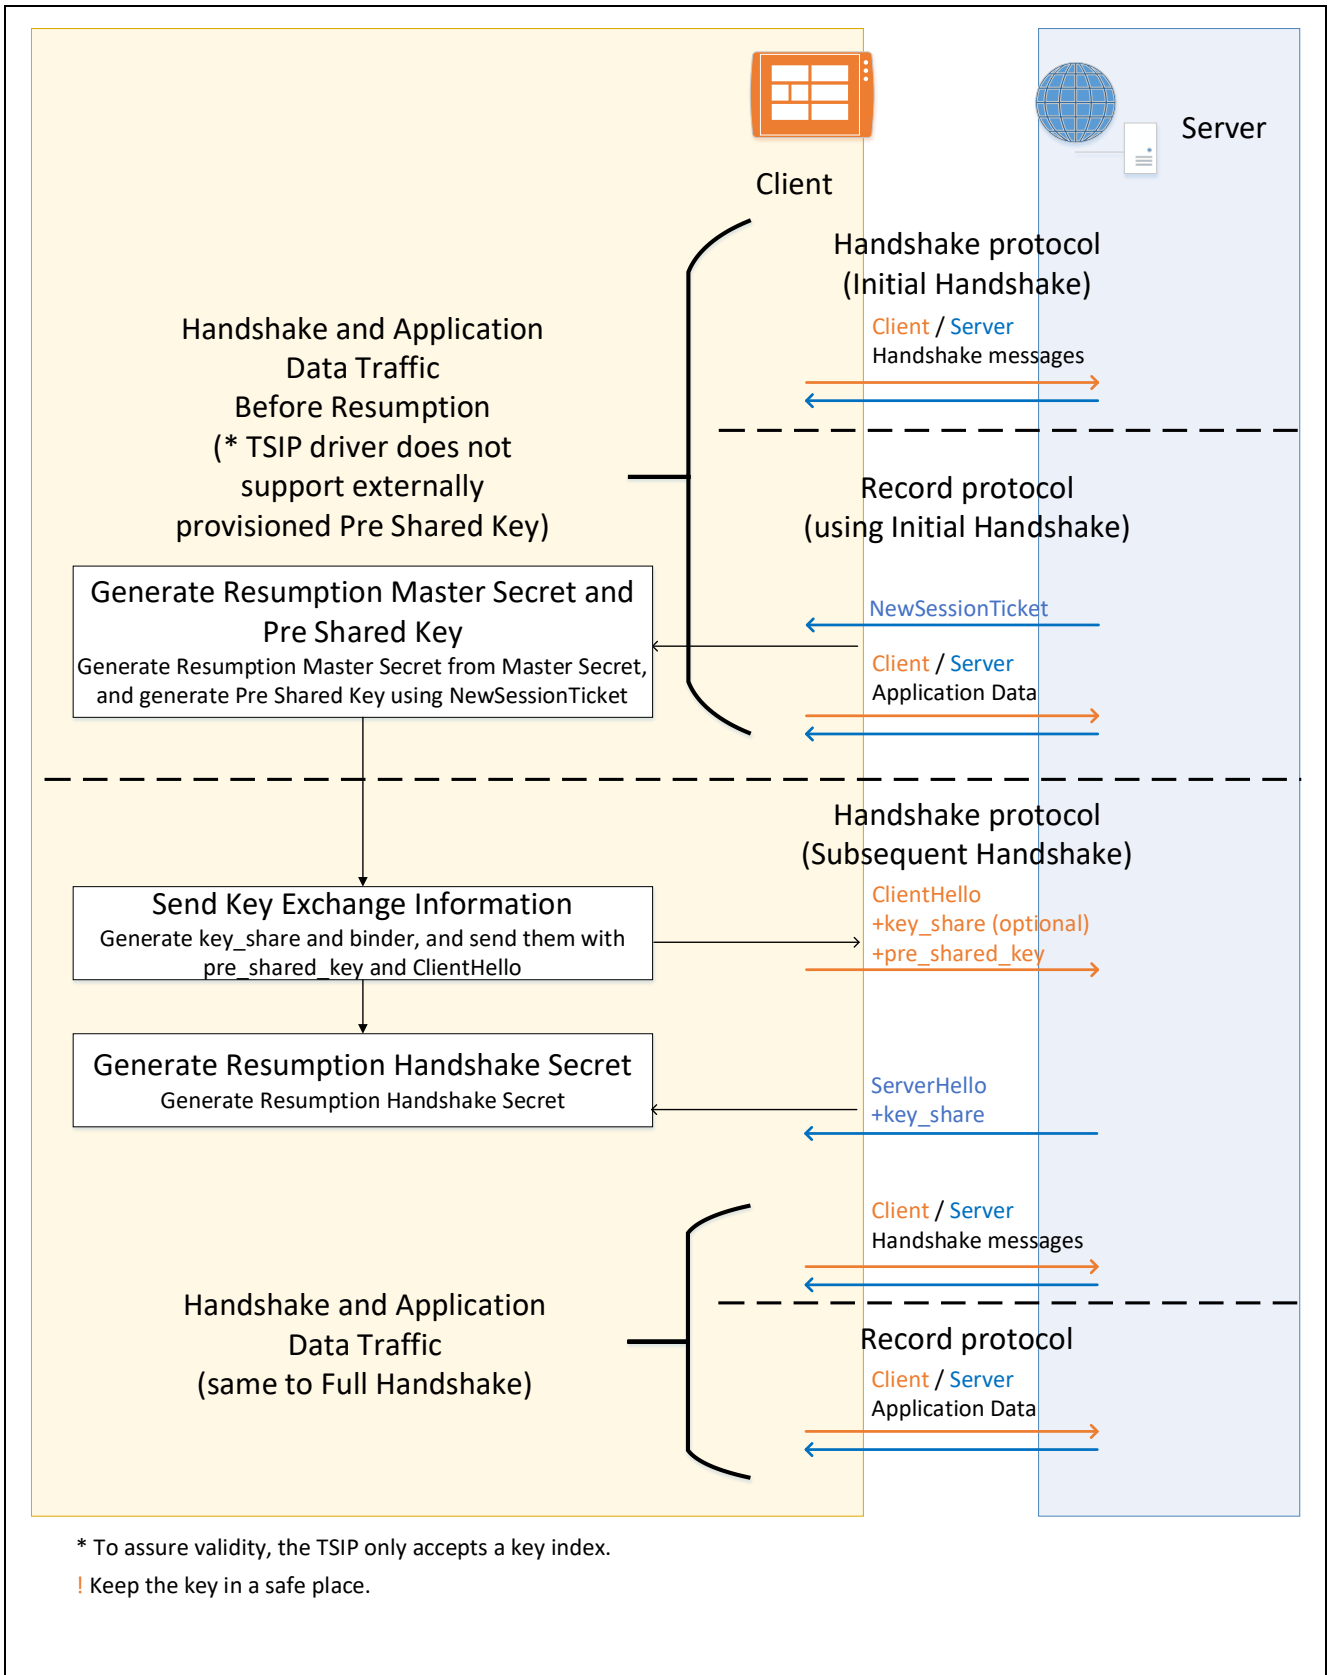 Server
Client
Handshake protocol
(Initial Handshake)
Client / Server
Handshake messages
Handshake and Application
Data Traffic
Before Resumption
(* TSIP driver does not
support externally
provisioned Pre Shared Key)
Record protocol
(using Initial Handshake)
Generate Resumption Master Secret and
Pre Shared Key
Generate Resumption Master Secret from Master Secret,
and generate Pre Shared Key using NewSessionTicket
NewSessionTicket
Client / Server
Application Data
Handshake protocol
(Subsequent Handshake)
Send Key Exchange Information
Generate key_share and binder, and send them with
pre_shared_key and ClientHello
ClientHello
+key_share (optional)
+pre_shared_key
Generate Resumption Handshake Secret
Generate Resumption Handshake Secret
ServerHello
+key_share
Client / Server
Handshake messages
Handshake and Application
Data Traffic
(same to Full Handshake)
Record protocol
Client / Server
Application Data
* To assure validity, the TSIP only accepts a key index.
! Keep the key in a safe place.